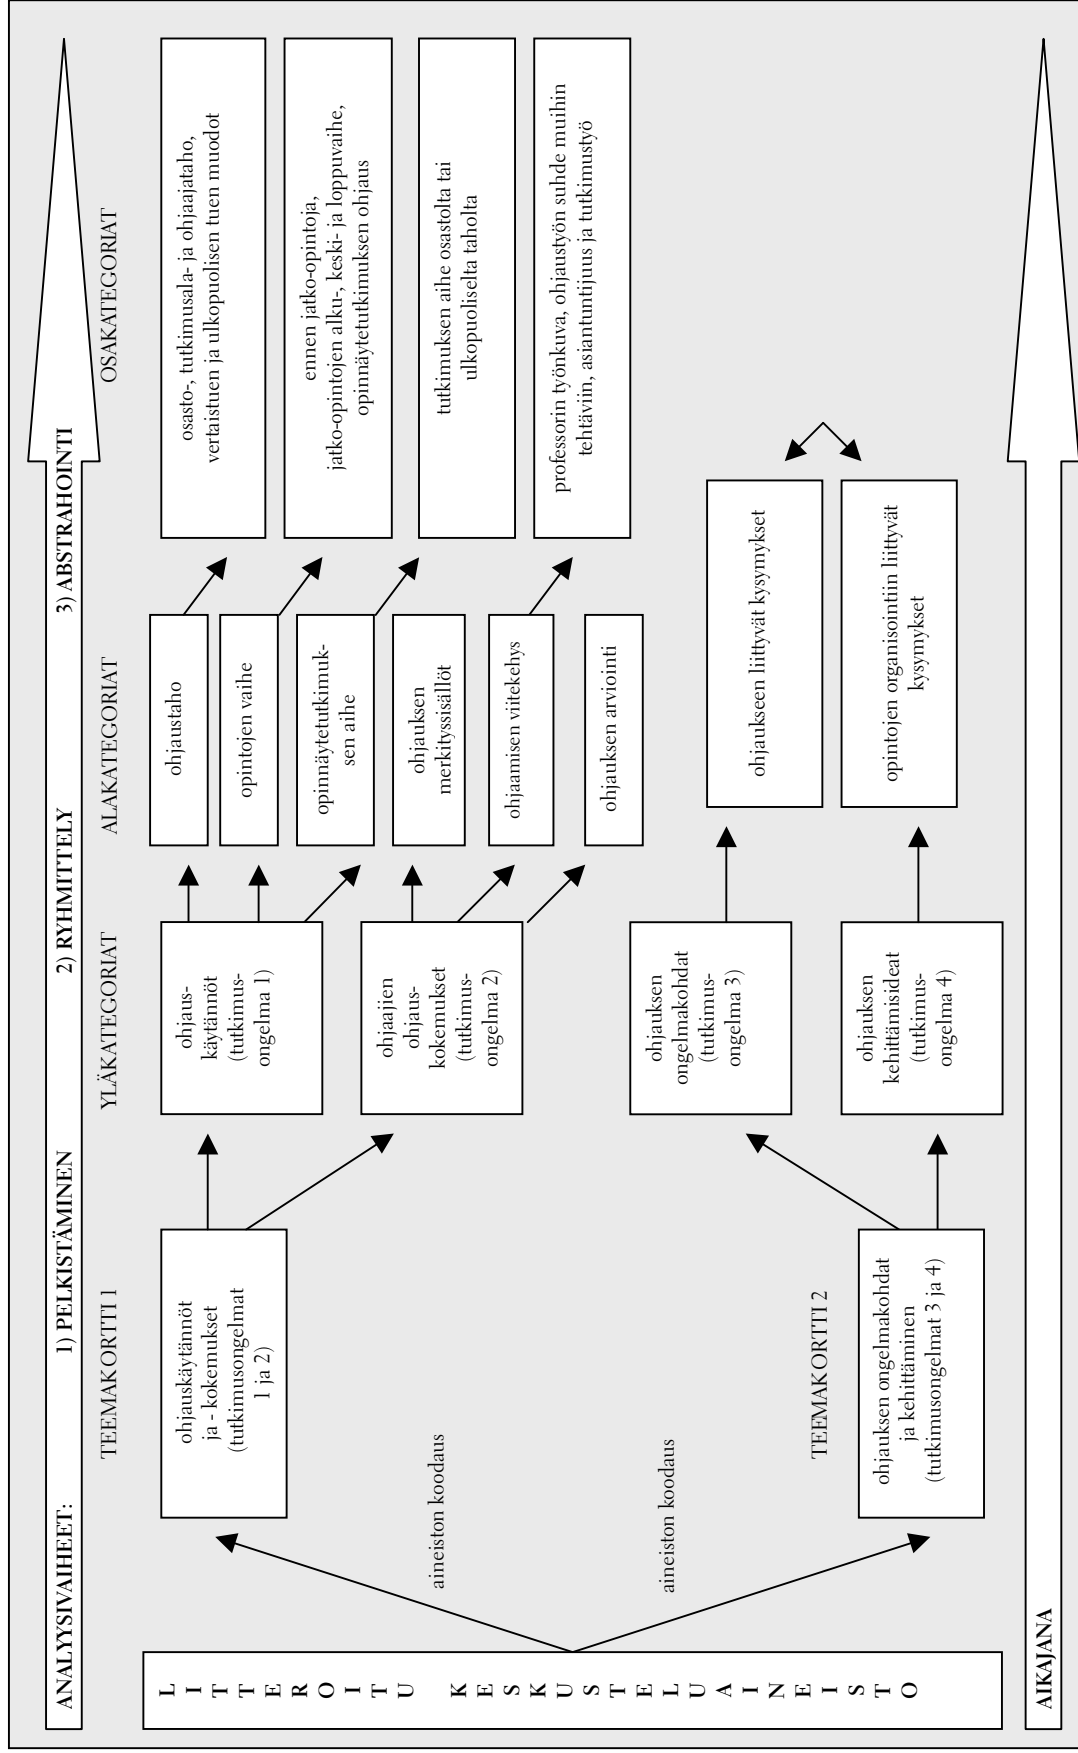 ANALYYSIVAIHEET: 1) PELKISTÄMINEN 2) RYHMITTELY 3) ABSTRAHOINTI
TEEMAKORTTI 1
YLÄKATEGORIAT
ALAKATEGORIAT
OSAKATEGORIAT
LITTEROITU KESKUSTELUAINEISTO
aineiston koodaus
aineiston koodaus
ohjauskäytännöt
ja - kokemukset
(tutkimusongelmat
1 ja 2)
TEEMAKORTTI 2
ohjauksen ongelmakohdat
ja kehittäminen
(tutkimusongelmat 3 ja 4)
ohjaus-
käytännöt
(tutkimus-
ongelma 1)
ohjaajien
ohjaus-
kokemukset
(tutkimus-
ongelma 2)
ohjauksen
ongelmakohdat
(tutkimus-
ongelma 3)
ohjauksen
kehittämisideat
(tutkimus-
ongelma 4)
ohjaustaho
opintojen vaihe
opinnäytetutkimuk-
sen aihe
ohjauksen
merkityssisällöt
ohjaamisen viitekehys
ohjauksen arviointi
ohjaukseen liittyvät kysymykset
opintojen organisointiin liittyvät
kysymykset
osasto-, tutkimusala- ja ohjaajataho,
vertaistuen ja ulkopuolisen tuen muodot
ennen jatko-opintoja,
jatko-opintojen alku-, keski- ja loppuvaihe,
opinnäytetutkimuksen ohjaus
tutkimuksen aihe osastolta tai
ulkopuoliselta taholta
professorin työnkuva, ohjaustyön suhde muihin
tehtäviin, asiantuntijuus ja tutkimustyö
AIKAJANA